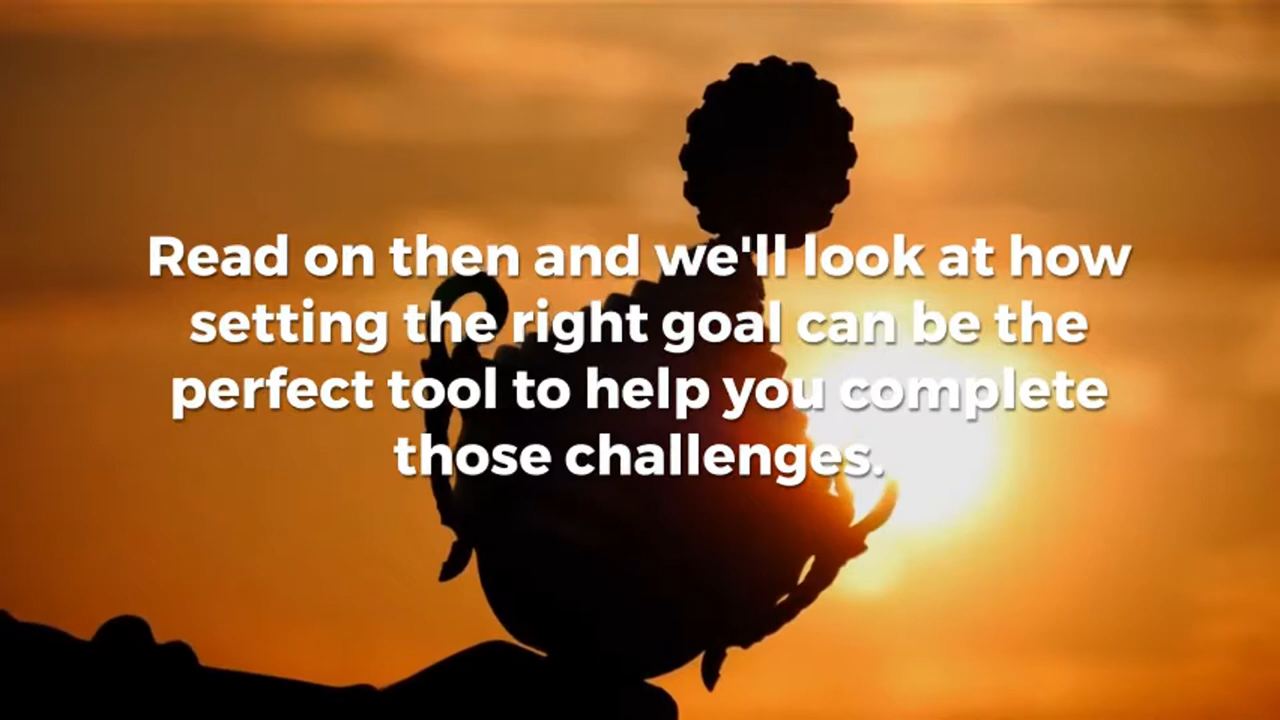 Read on then and we'll look at how
setting the right goal can be the
perfect tool to help you complete
those challenges.